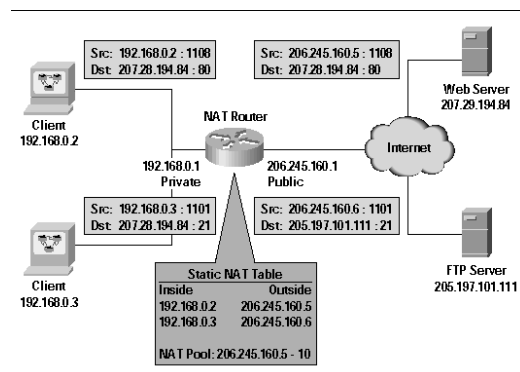 Src: 192.168.0.2 : 1108
Dst: 207.28.194.84 : 80
Src: 206.245.160.5 : 1108
Dst: 207.28.194.84 : 80
Client
192.168.0.2
Web Server
207.29.194.84
NAT Router
Internet
192.168.0.1
Private
206.245.160.1
Public
Src: 192.168.0.3 : 1101
Dst: 207.28.194.84 : 21
Src: 206.245.160.6 : 1101
Dst: 205.197.101.111 : 21
Client
192.168.0.3
FTP Server
205.197.101.111
Static NAT Table
Inside Outside
192.168.0.2 206.245.160.5
192.168.0.3 206.245.160.6
NAT Pool: 206.245.160.5 - 10